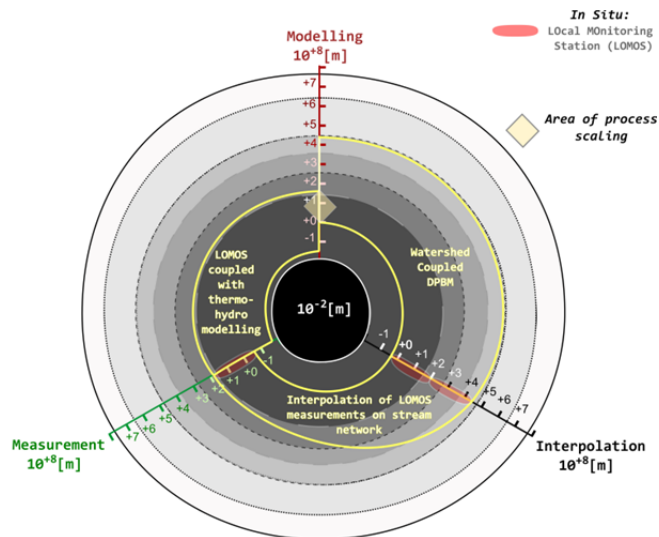 In Situ:
LOcal MOnitoring
Station (LOMOS)
Modelling
10⁺⁸[m]
+7
+6
+5
+4
+3
+2
+1
+0
-1
Area of process
scaling
LOMOS
coupled
with
thermo-
hydro
modelling
Watershed
Coupled
DPBM
10⁻²[m]
-1
+0
+1
+2
+3
+4
+5
+6
+7
-1
+0
+1
+2
+3
+4
+5
+6
+7
Interpolation of LOMOS
measurements on stream
network
Measurement
10⁺⁸[m]
Interpolation
10⁺⁸[m]